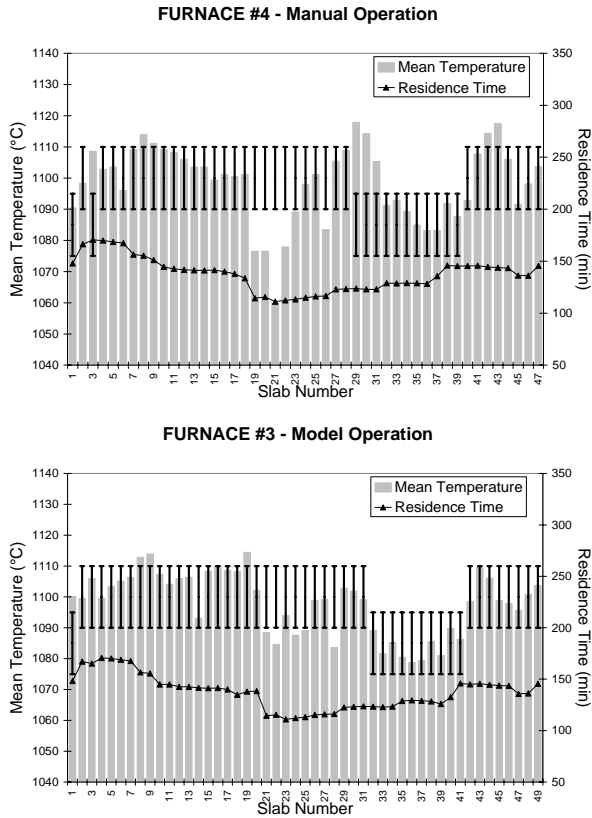 FURNACE #4 - Manual Operation
1140
1130
1120
1110
1100
1090
1080
1070
1060
1050
1040
Mean Temperature (°C)
350
300
250
200
150
100
50
Residence Time (min)
Mean Temperature
Residence Time
1 3 5 7 9 11 13 15 17 19 21 23 25 27 29 31 33 35 37 39 41 43 45 47
Slab Number
FURNACE #3 - Model Operation
1140
1130
1120
1110
1100
1090
1080
1070
1060
1050
1040
Mean Temperature (°C)
350
300
250
200
150
100
50
Residence Time (min)
Mean Temperature
Residence Time
1 3 5 7 9 11 13 15 17 19 21 23 25 27 29 31 33 35 37 39 41 43 45 47 49
Slab Number